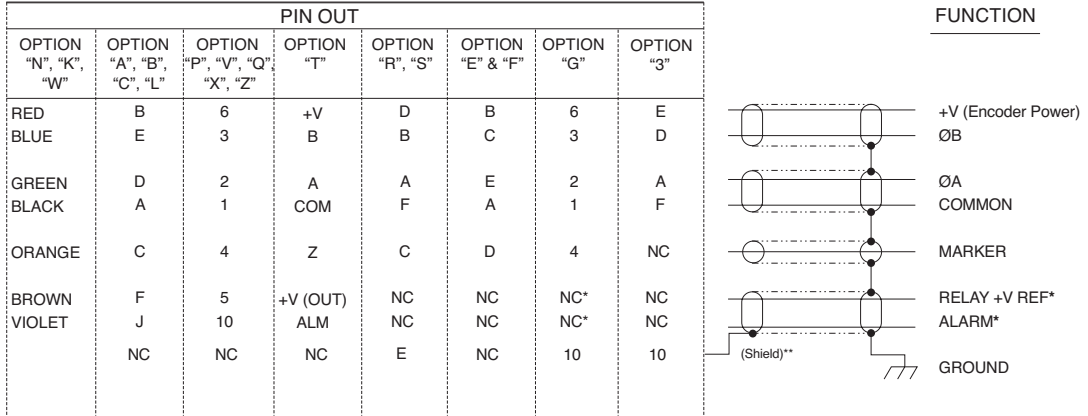 PIN OUT FUNCTION
OPTION OPTION OPTION OPTION OPTION OPTION OPTION OPTION
“N”, “K”, “A”, “B”, “P”, “V”, “Q”, “T” “R”, “S” “E” & “F” “G” “3”
“W” “C”, “L” “X”, “Z”
RED B 6 +V D B 6 E +V (Encoder Power)
BLUE E 3 B B C 3 D ØB
GREEN D 2 A A E 2 A ØA
BLACK A 1 COM F A 1 F COMMON
ORANGE C 4 Z C D 4 NC MARKER
BROWN F 5 +V (OUT) NC NC NC* NC RELAY +V REF*
VIOLET J 10 ALM NC NC NC* NC ALARM*
NC NC NC E NC 10 10 (Shield)**
GROUND